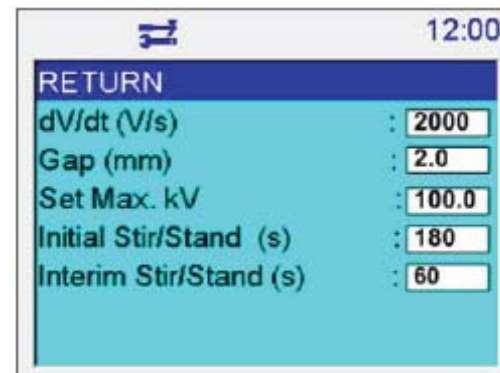 12:00
RETURN
dV/dt (V/s) : 2000
Gap (mm) : 2.0
Set Max. kV : 100.0
Initial Stir/Stand (s) : 180
Interim Stir/Stand (s) : 60